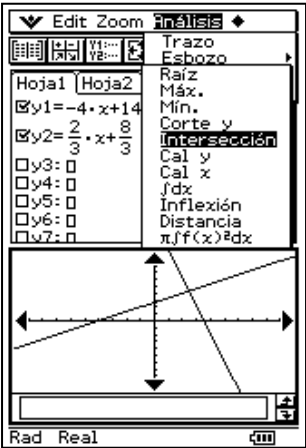 Edit Zoom Análisis
Trazo
Esbozo
Raíz
Máx.
Mín.
Corte y
Intersección
Cal y
Cal x
∫dx
Inflexión
Distancia
π∫f(x)²dx
Hoja1 Hoja2
y1=-4·x+14
y2=2/3·x+8/3
y3:
y4:
y5:
y6:
y7:
Rad Real